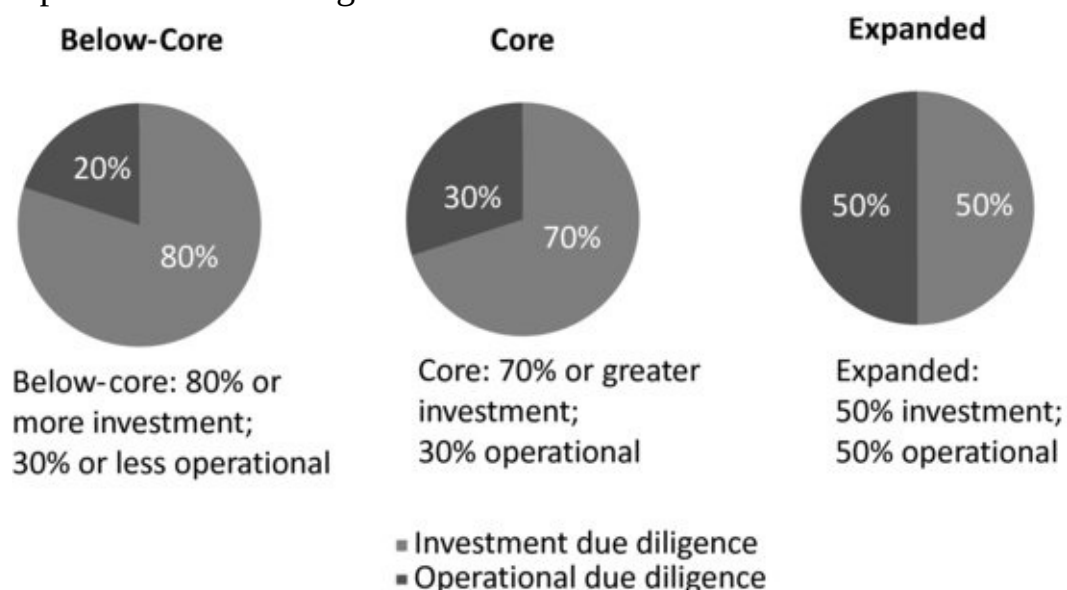 Below-Core
Core
Expanded
20%
80%
30%
70%
50%
50%
Below-core: 80% or
more investment;
30% or less operational
Core: 70% or greater
investment;
30% operational
Expanded:
50% investment;
50% operational
Investment due diligence
Operational due diligence